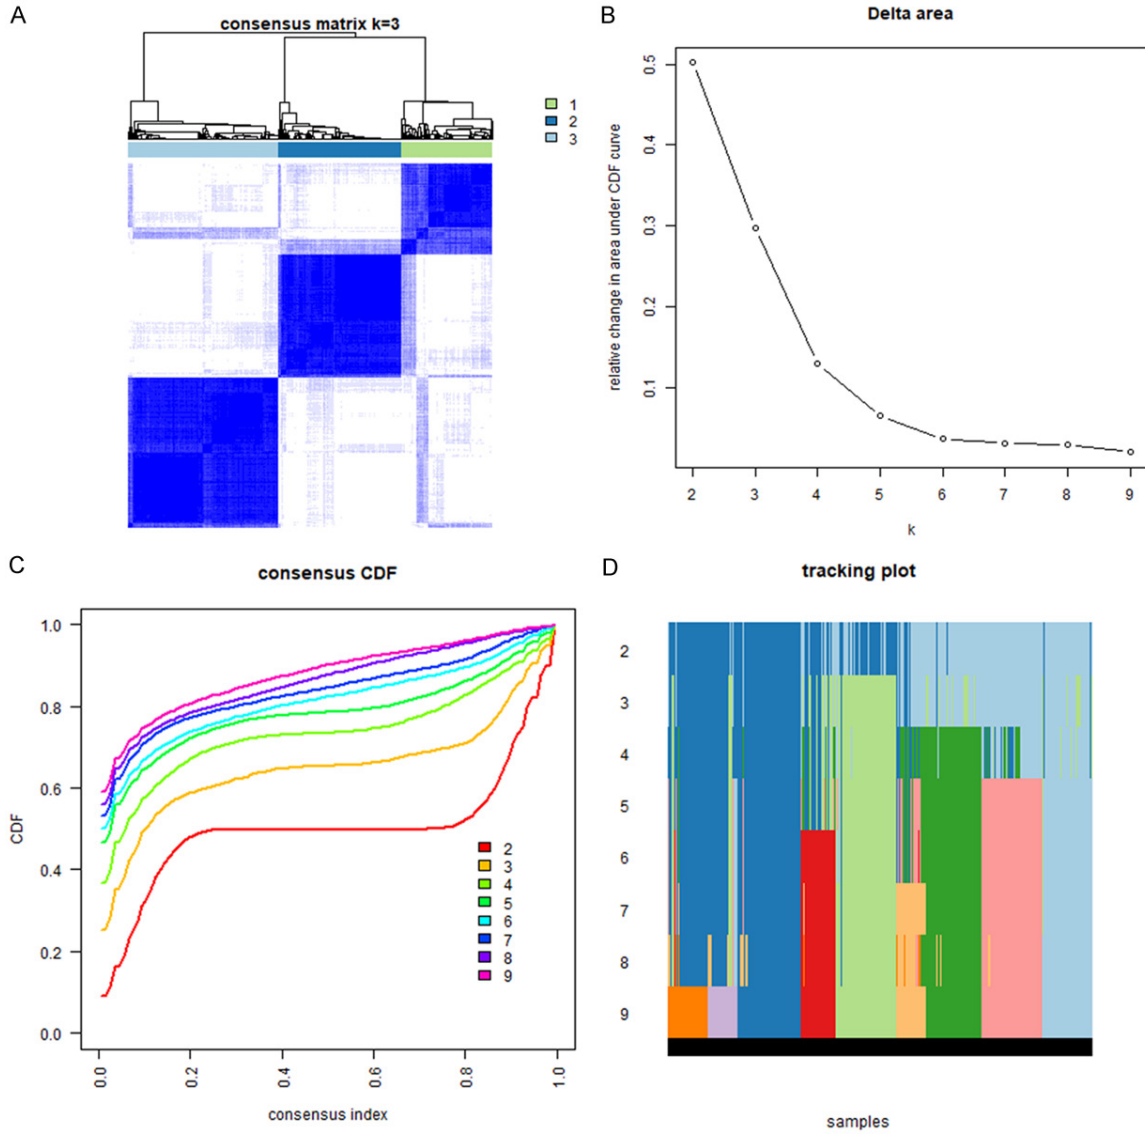 A
consensus matrix k=3
1
2
3
B
Delta area
relative change in area under CDF curve
0.5
0.4
0.3
0.2
0.1
2 3 4 5 6 7 8 9
k
C
consensus CDF
CDF
1.0
0.8
0.6
0.4
0.2
0.0
2
3
4
5
6
7
8
9
0.0 0.2 0.4 0.6 0.8 1.0
consensus index
D
tracking plot
2
3
4
5
6
7
8
9
samples